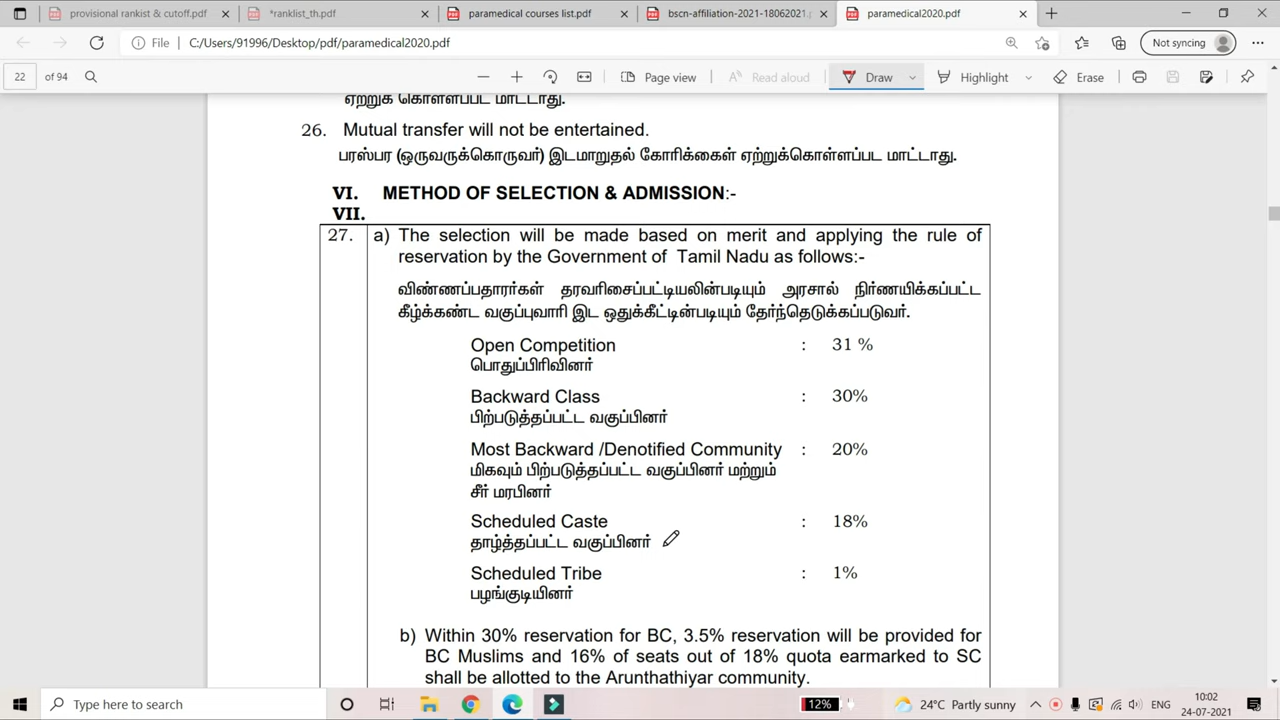 provisional rankist & cutoff.pdf
*ranklist_th.pdf
paramedical courses list.pdf
bscn-affiliation-2021-18062021.p
paramedical2020.pdf
File
C:/Users/91996/Desktop/pdf/paramedical2020.pdf
Not syncing
22 of 94
Page view
Read aloud
Draw
Highlight
Erase
ஏற்றுக் கொள்ளப்பட மாட்டாது.
26. Mutual transfer will not be entertained.
பரஸ்பர (ஒருவருக்கொருவர்) இடமாறுதல் கோரிக்கைகள் ஏற்றுக்கொள்ளப்பட மாட்டாது.
VI. METHOD OF SELECTION & ADMISSION:-
VII.
27. a) The selection will be made based on merit and applying the rule of
reservation by the Government of Tamil Nadu as follows:-
விண்ணப்பதாரர்கள் தரவரிசைப்பட்டியலின்படியும் அரசால் நிர்ணயிக்கப்பட்ட
கீழ்க்கண்ட வகுப்புவாரி இட ஒதுக்கீட்டின்படியும் தேர்ந்தெடுக்கப்படுவர்.
Open Competition : 31 %
பொதுப்பிரிவினர்
Backward Class : 30%
பிற்படுத்தப்பட்ட வகுப்பினர்
Most Backward /Denotified Community : 20%
மிகவும் பிற்படுத்தப்பட்ட வகுப்பினர் மற்றும்
சீர் மரபினர்
Scheduled Caste : 18%
தாழ்த்தப்பட்ட வகுப்பினர்
Scheduled Tribe : 1%
பழங்குடியினர்
b) Within 30% reservation for BC, 3.5% reservation will be provided for
BC Muslims and 16% of seats out of 18% quota earmarked to SC
shall be allotted to the Arunthathiyar community.
Type here to search
12%
24°C Partly sunny
ENG
10:02
24-07-2021